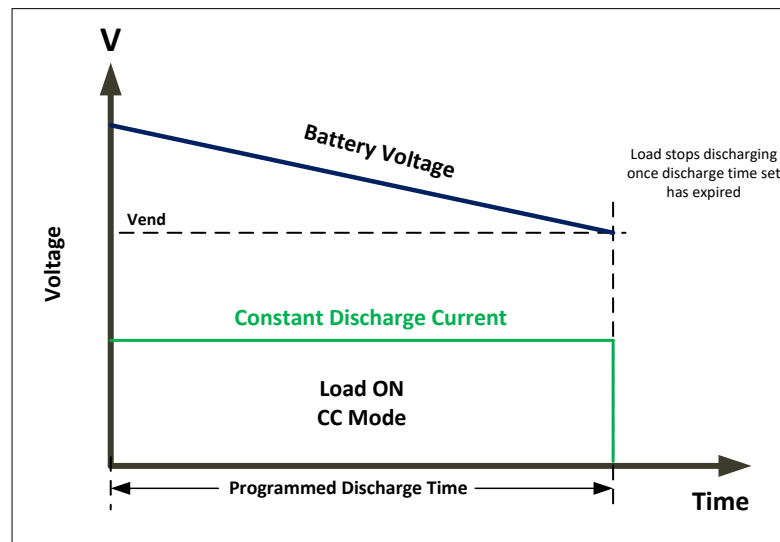 V
Battery Voltage
Load stops discharging
once discharge time set
has expired
Vend
Voltage
Constant Discharge Current
Load ON
CC Mode
Programmed Discharge Time
Time